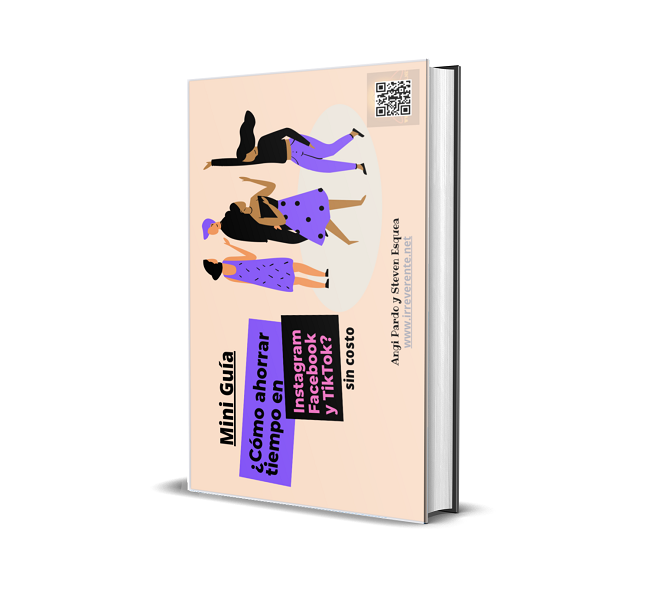 Mini Guía
¿Cómo ahorrar
tiempo en
Instagram
Facebook
y TikTok?
sin costo
Angi Pardo y Steven Esquea
www.irreverente.net